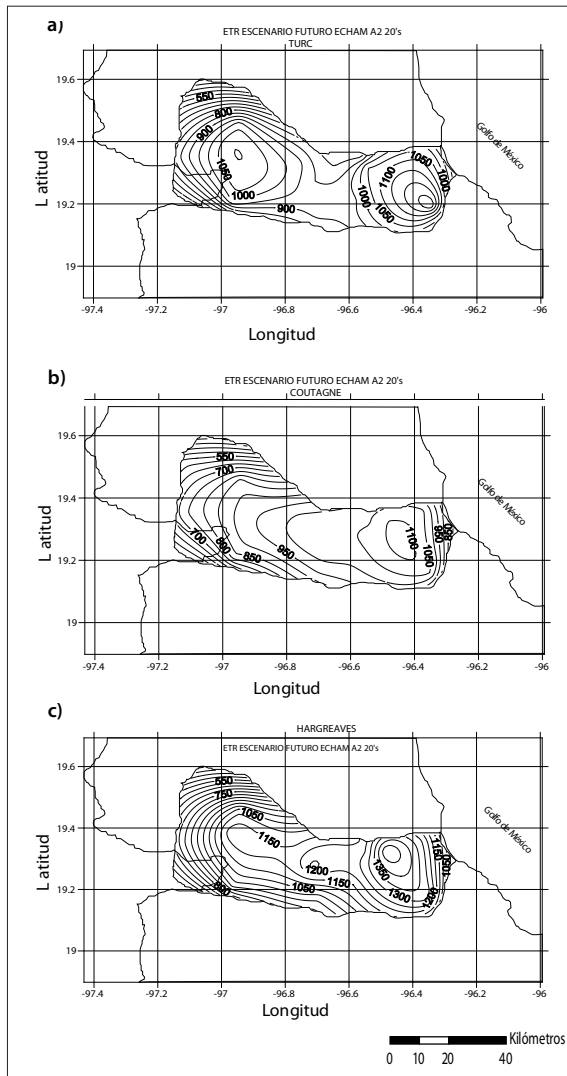 a)
ETR ESCENARIO FUTURO ECHAM A2 20's
TURC
19.6
19.4
19.2
19
L atitud
550
800
900
1050
1000
900
1000
1050
1100
1050
1000
Golfo de México
-97.4 -97.2 -97 -96.8 -96.6 -96.4 -96.2 -96
Longitud
b)
ETR ESCENARIO FUTURO ECHAM A2 20's
COUTAGNE
19.6
19.4
19.2
19
L atitud
550
700
700
800
850
950
1100
1050
950
850
Golfo de México
-97.4 -97.2 -97 -96.8 -96.6 -96.4 -96.2 -96
Longitud
c)
HARGREAVES
ETR ESCENARIO FUTURO ECHAM A2 20's
19.6
19.4
19.2
19
L atitud
550
750
1050
1150
1200
1150
1050
1350
1300
1200
1150
1050
Golfo de México
-97.4 -97.2 -97 -96.8 -96.6 -96.4 -96.2 -96
Longitud
Kilómetros
0 10 20 40